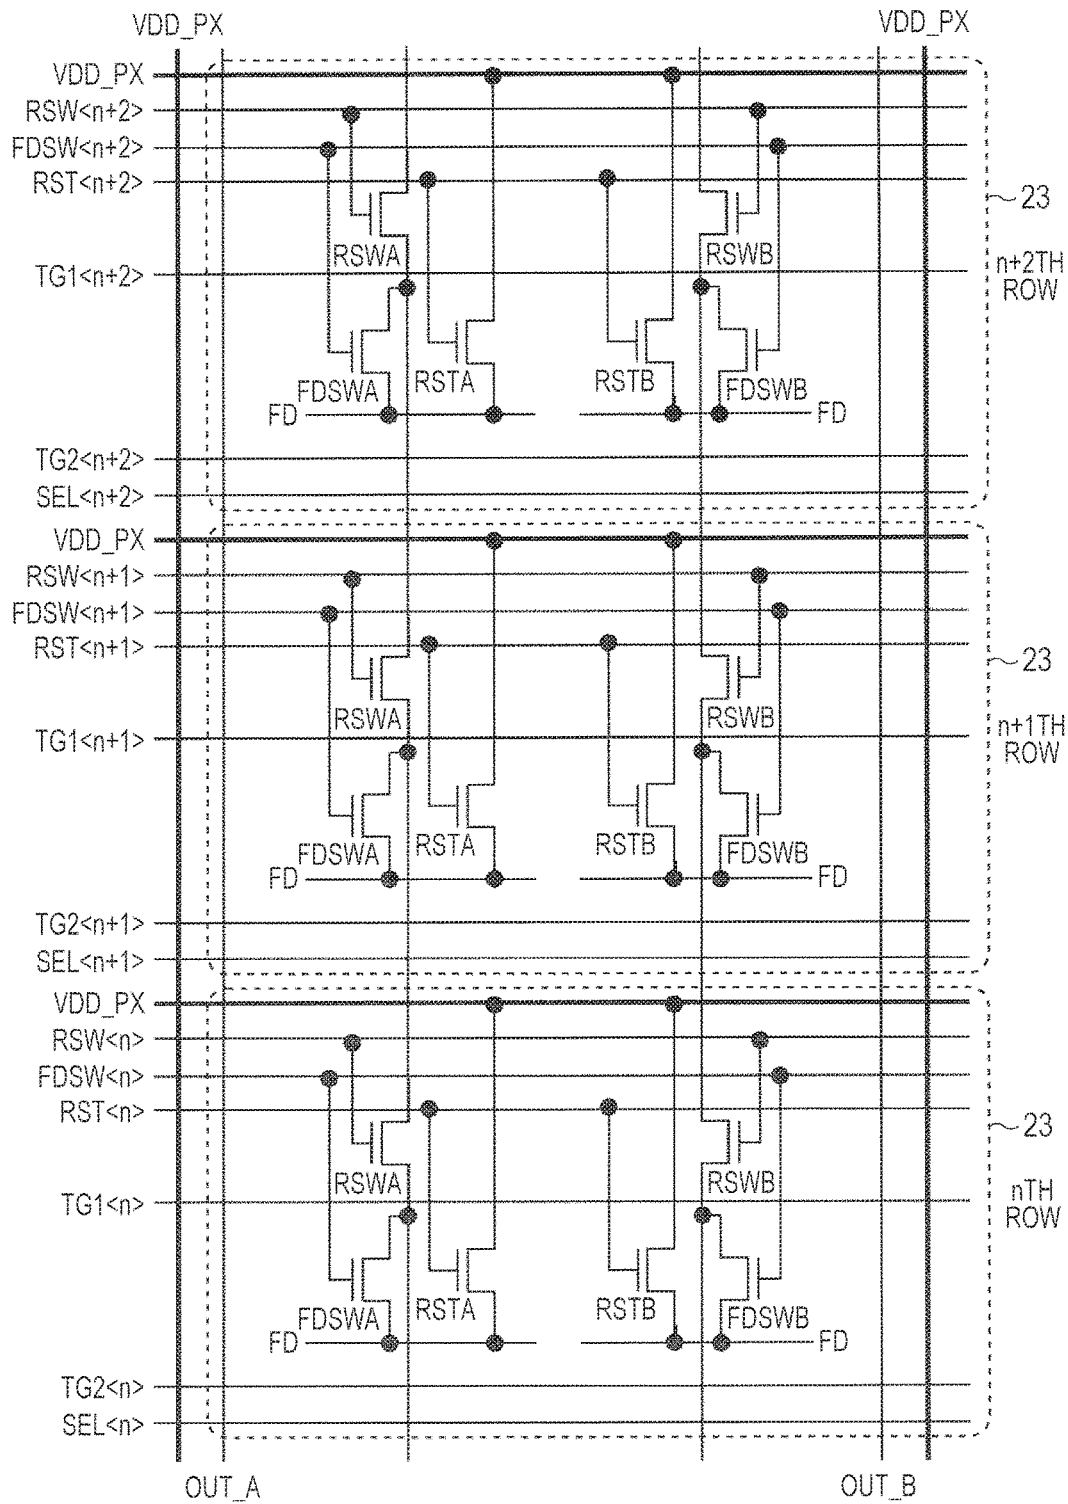 VDD_PX
VDD_PX
VDD_PX
RSW<n+2>
FDSW<n+2>
RST<n+2>
23
RSWA
RSWB
TG1<n+2>
n+2TH
ROW
FDSWA
RSTA
RSTB
FDSWB
FD
FD
TG2<n+2>
SEL<n+2>
VDD_PX
RSW<n+1>
FDSW<n+1>
RST<n+1>
23
RSWA
RSWB
TG1<n+1>
n+1TH
ROW
FDSWA
RSTA
RSTB
FDSWB
FD
FD
TG2<n+1>
SEL<n+1>
VDD_PX
RSW<n>
FDSW<n>
RST<n>
23
RSWA
RSWB
TG1<n>
nTH
ROW
FDSWA
RSTA
RSTB
FDSWB
FD
FD
TG2<n>
SEL<n>
OUT_A
OUT_B